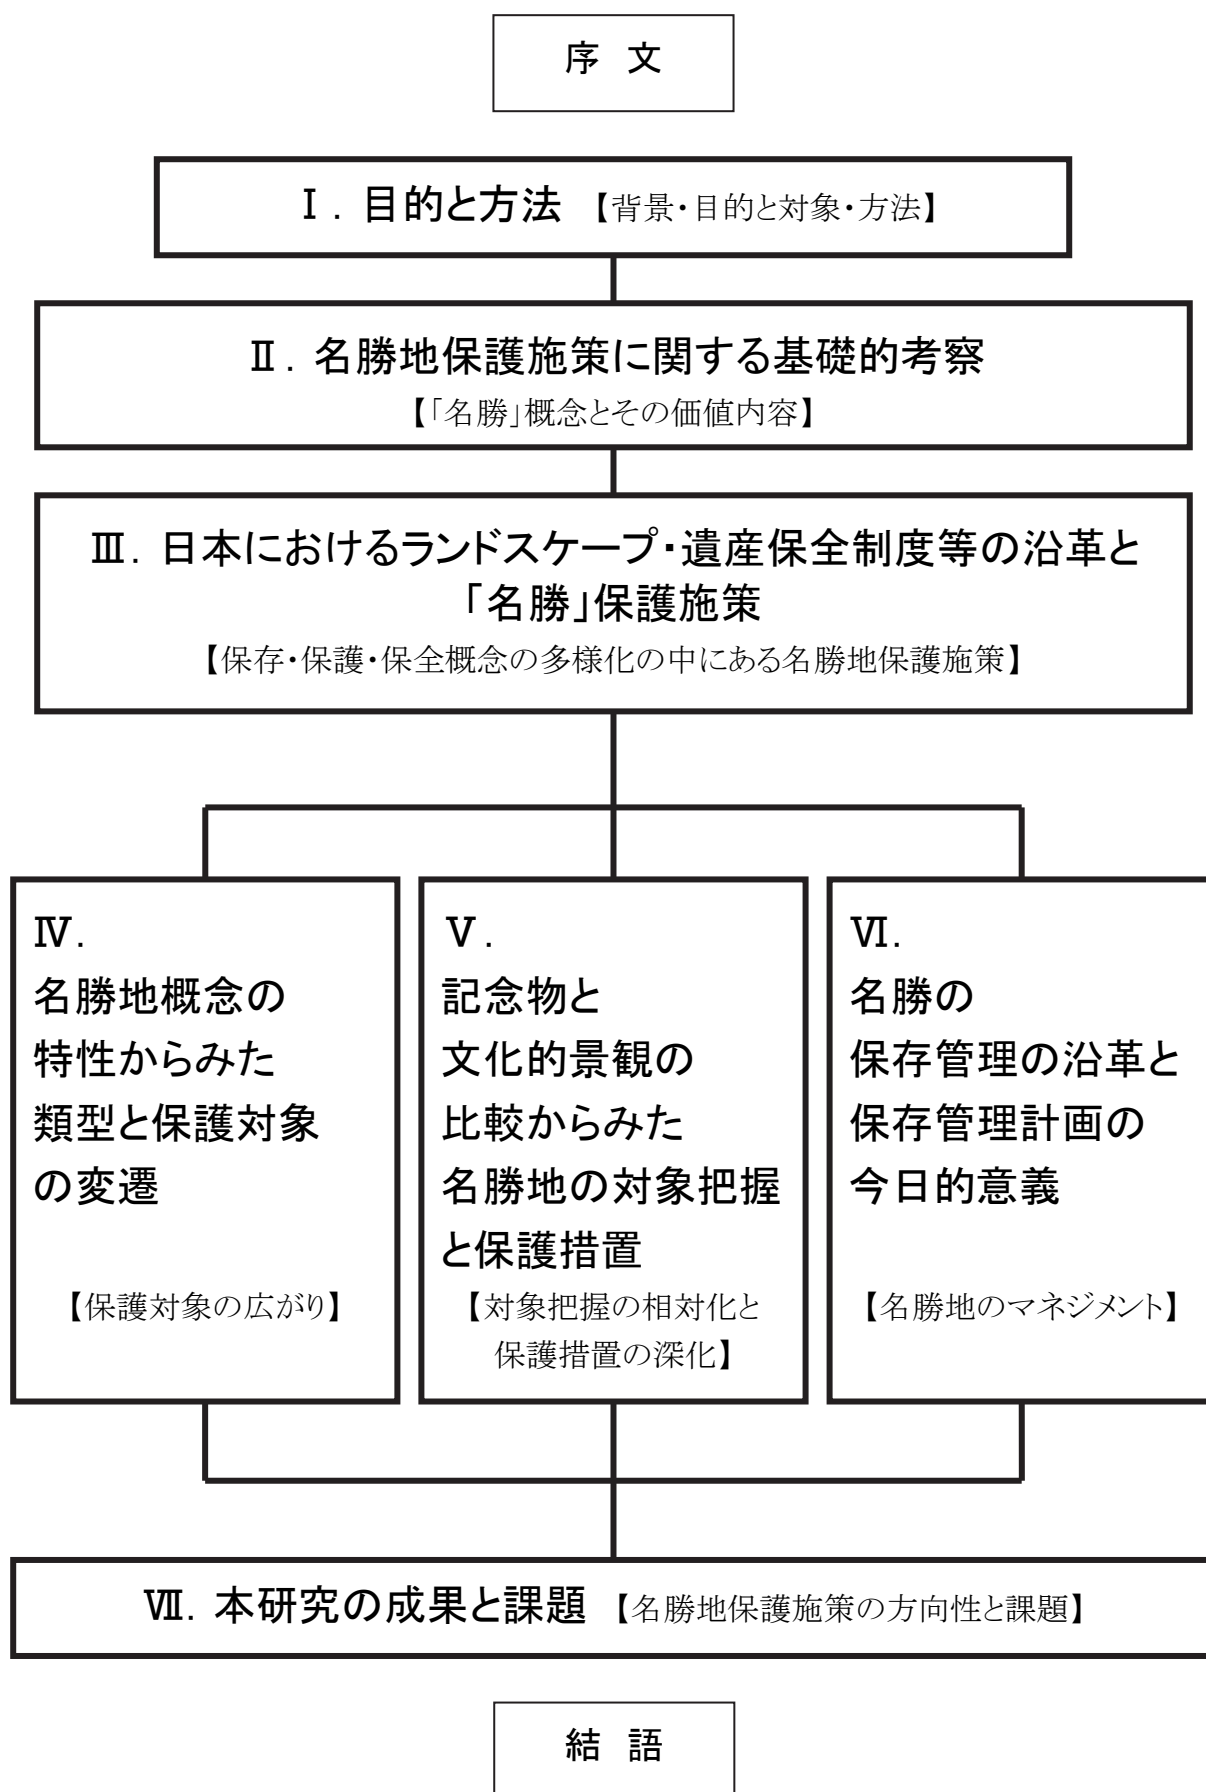 序 文
Ⅰ. 目的と方法 【背景・目的と対象・方法】
Ⅱ. 名勝地保護施策に関する基礎的考察
【「名勝」概念とその価値内容】
Ⅲ. 日本におけるランドスケープ・遺産保全制度等の沿革と
「名勝」保護施策
【保存・保護・保全概念の多様化の中にある名勝地保護施策】
Ⅳ.
名勝地概念の
特性からみた
類型と保護対象
の変遷
【保護対象の広がり】
Ⅴ.
記念物と
文化的景観の
比較からみた
名勝地の対象把握
と保護措置
【対象把握の相対化と
保護措置の深化】
Ⅵ.
名勝の
保存管理の沿革と
保存管理計画の
今日的意義
【名勝地のマネジメント】
Ⅶ. 本研究の成果と課題 【名勝地保護施策の方向性と課題】
結 語